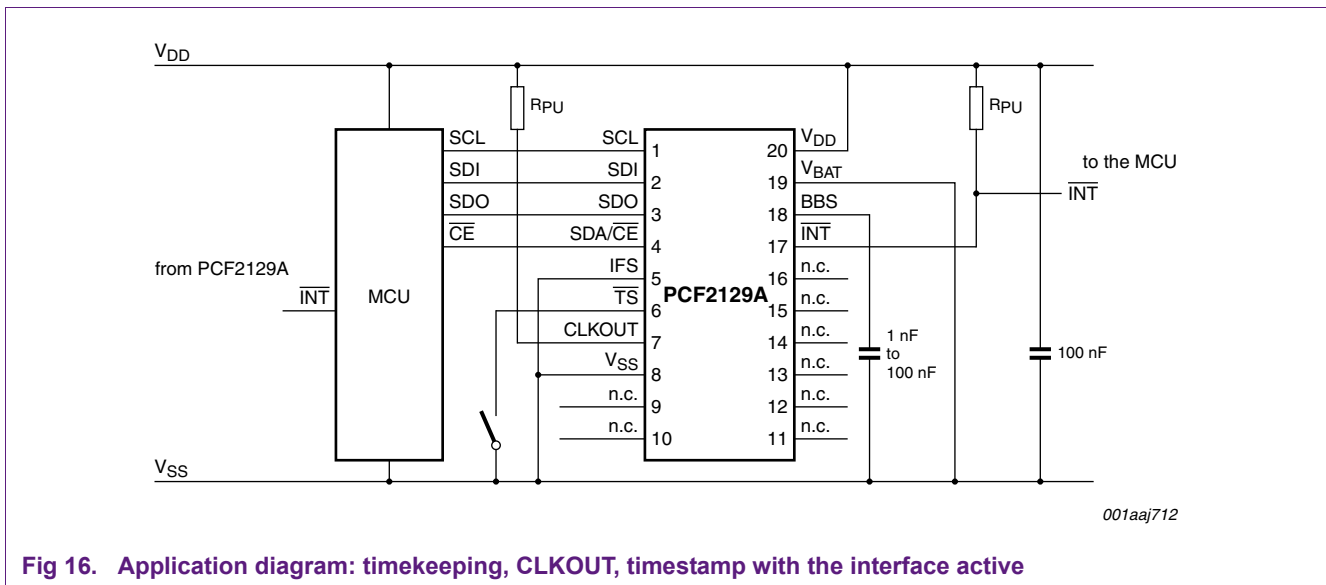 VDD
RPU
RPU
SCL
SCL
1
20
VDD
to the MCU
SDI
SDI
2
19
VBAT
INT
SDO
SDO
3
18
BBS
CE
SDA/CE
4
17
INT
from PCF2129A
INT
MCU
IFS
5
PCF2129A
16
n.c.
TS
6
15
n.c.
CLKOUT
7
14
n.c.
1 nF
to
100 nF
100 nF
VSS
8
13
n.c.
n.c.
9
12
n.c.
n.c.
10
11
n.c.
VSS
001aaj712
Fig 16. Application diagram: timekeeping, CLKOUT, timestamp with the interface active